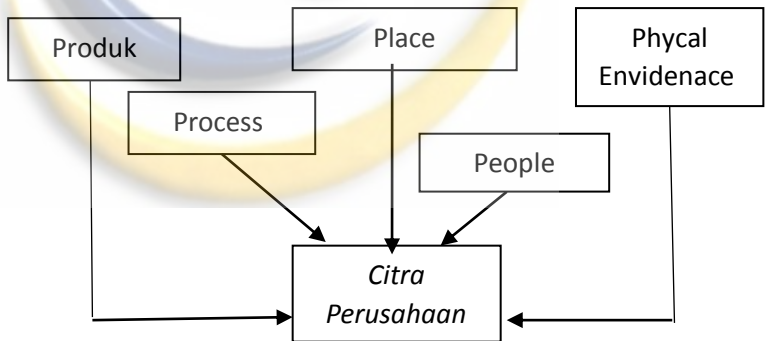 Produk
Place
Phycal
Envidenace
Process
People
Citra
Perusahaan